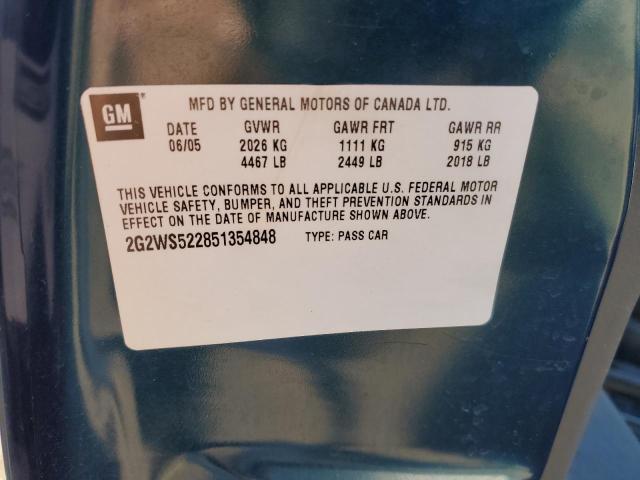 GM®
MFD BY GENERAL MOTORS OF CANADA LTD.
DATE GVWR GAWR FRT GAWR RR
06/05 2026 KG 1111 KG 915 KG
4467 LB 2449 LB 2018 LB
THIS VEHICLE CONFORMS TO ALL APPLICABLE U.S. FEDERAL MOTOR
VEHICLE SAFETY, BUMPER, AND THEFT PREVENTION STANDARDS IN
EFFECT ON THE DATE OF MANUFACTURE SHOWN ABOVE.
2G2WS522851354848 TYPE: PASS CAR